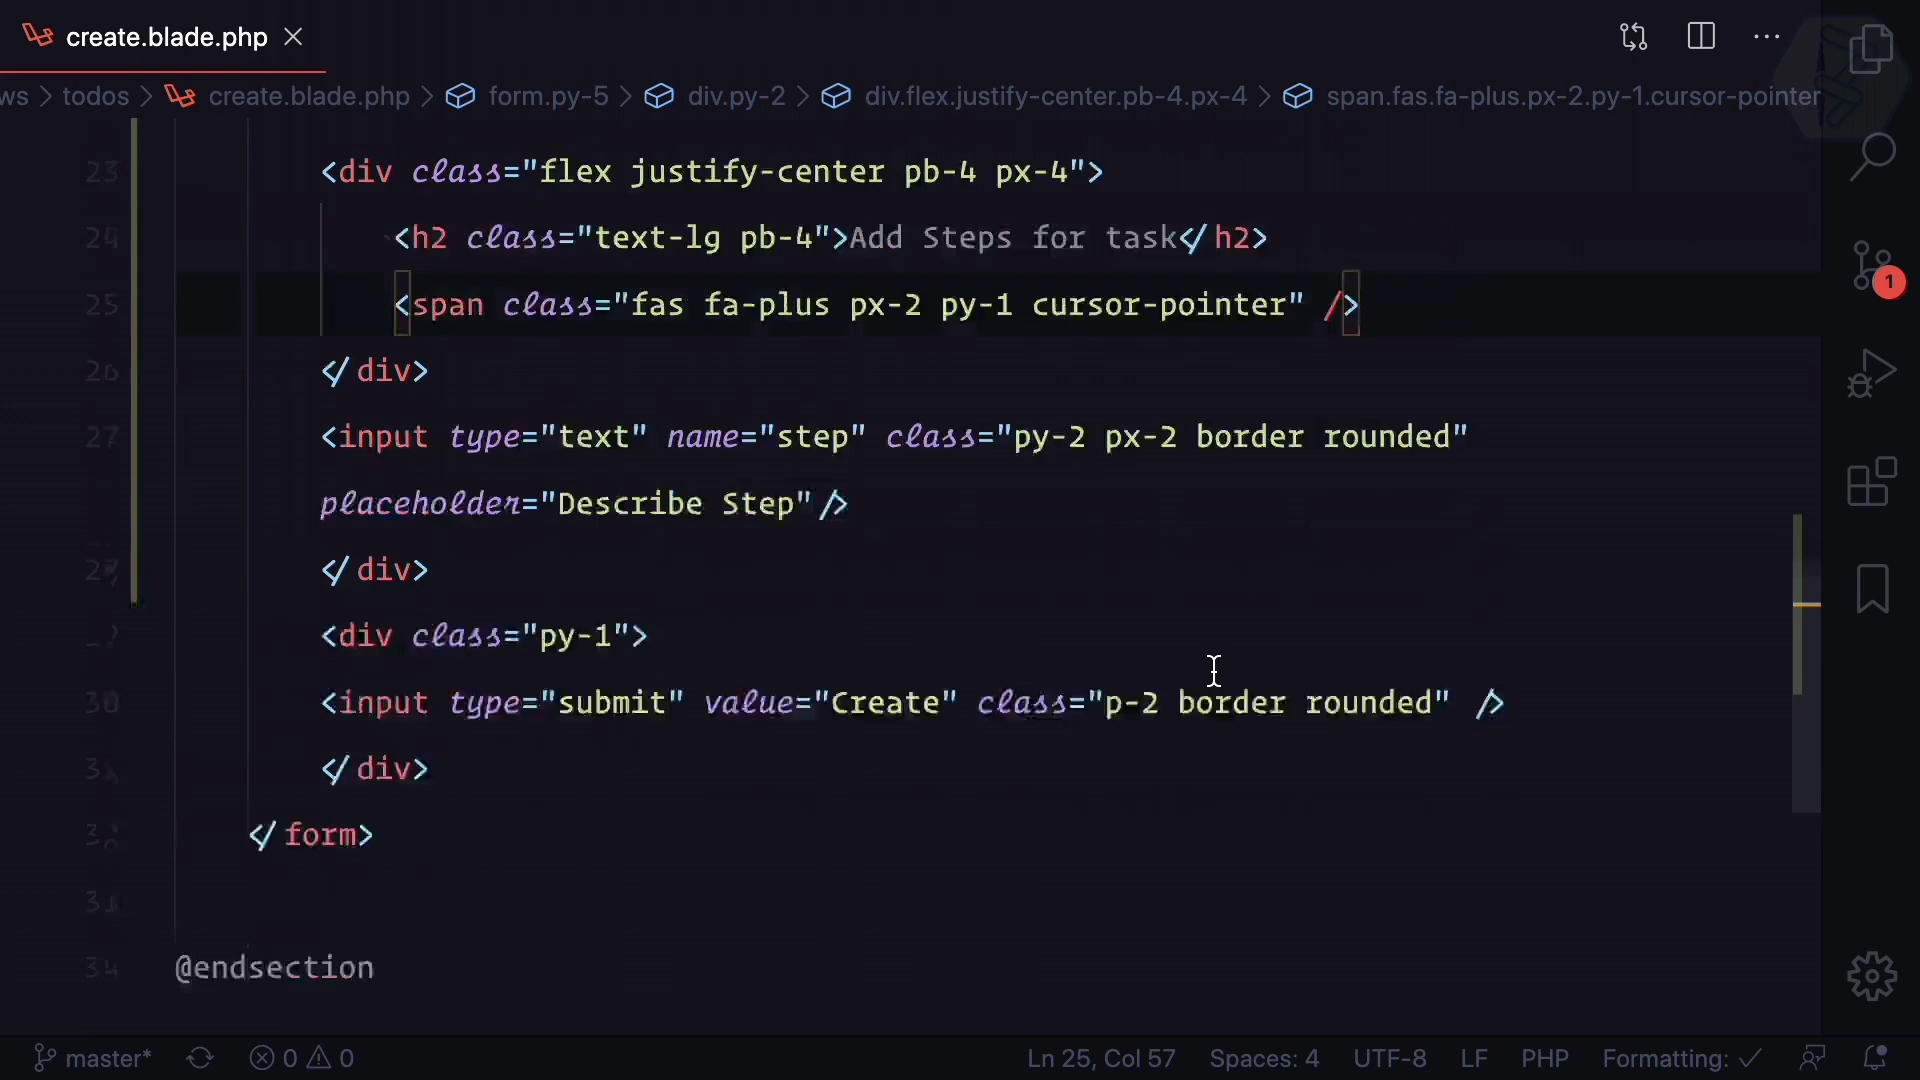 create.blade.php
ws > todos > create.blade.php > form.py-5 > div.py-2 > div.flex.justify-center.pb-4.px-4 > span.fas.fa-plus.px-2.py-1.cursor-pointer
23 <div class="flex justify-center pb-4 px-4">
24 <h2 class="text-lg pb-4">Add Steps for task</h2>
25 <span class="fas fa-plus px-2 py-1 cursor-pointer" />
26 </div>
27 <input type="text" name="step" class="py-2 px-2 border rounded"
placeholder="Describe Step"/>
</div>
<div class="py-1">
30 <input type="submit" value="Create" class="p-2 border rounded" />
</div>
</form>
34 @endsection
1
master* 0 0 Ln 25, Col 57 Spaces: 4 UTF-8 LF PHP Formatting: ✓